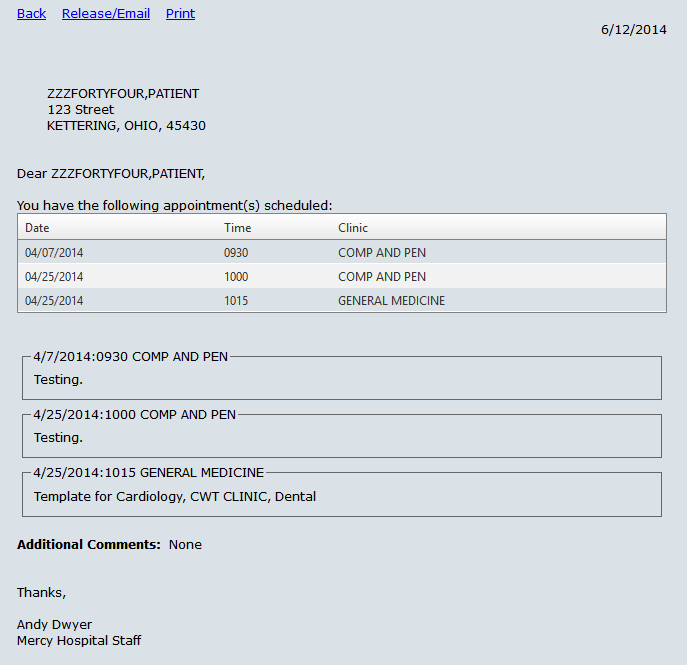 Back Release/Email Print
6/12/2014
ZZZFORTYFOUR,PATIENT
123 Street
KETTERING, OHIO, 45430
Dear ZZZFORTYFOUR,PATIENT,
You have the following appointment(s) scheduled:
Date Time Clinic
04/07/2014 0930 COMP AND PEN
04/25/2014 1000 COMP AND PEN
04/25/2014 1015 GENERAL MEDICINE
4/7/2014:0930 COMP AND PEN
Testing.
4/25/2014:1000 COMP AND PEN
Testing.
4/25/2014:1015 GENERAL MEDICINE
Template for Cardiology, CWT CLINIC, Dental
Additional Comments: None
Thanks,
Andy Dwyer
Mercy Hospital Staff